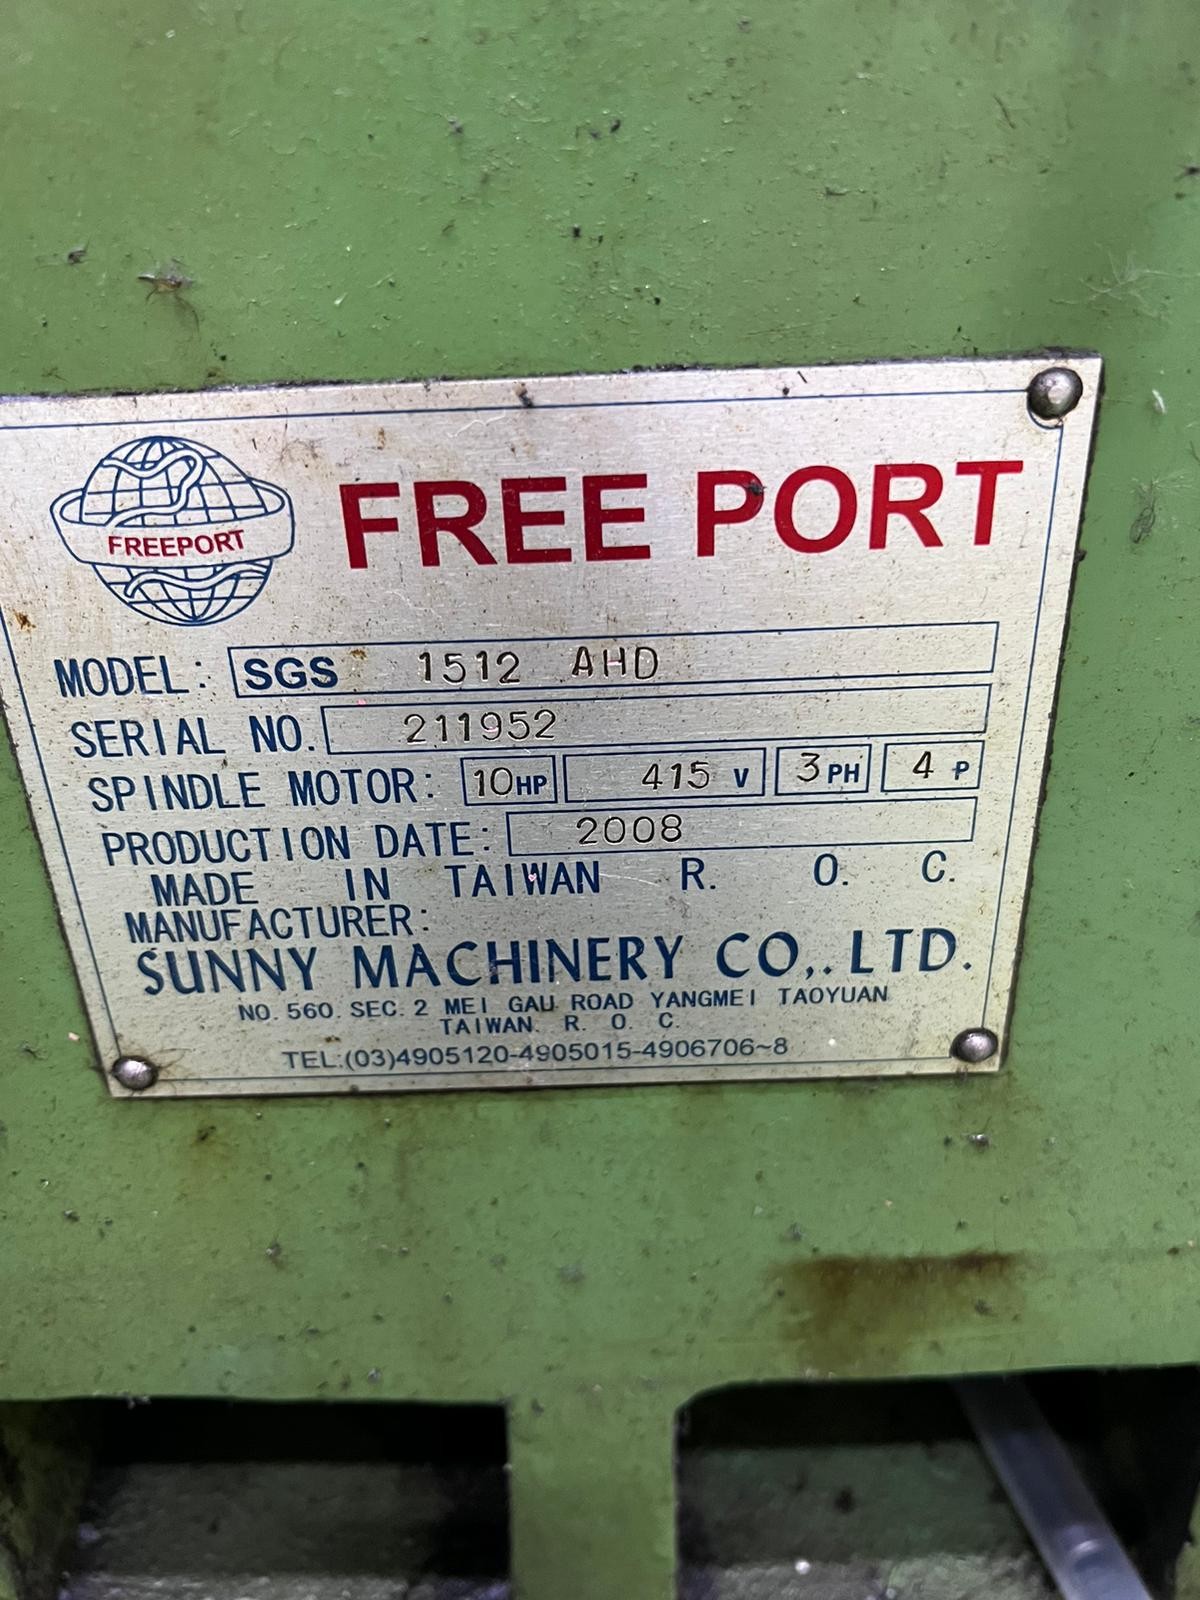 FREEPORT
FREE PORT
MODEL: SGS 1512 AHD
SERIAL NO. 211952
SPINDLE MOTOR: 10 HP 415 V 3 PH 4 P
PRODUCTION DATE: 2008
MADE IN TAIWAN R. O. C.
MANUFACTURER:
SUNNY MACHINERY CO,. LTD.
NO. 560. SEC. 2 MEI GAU ROAD YANGMEI TAOYUAN
TAIWAN. R. O. C.
TEL:(03)4905120-4905015-4906706~8